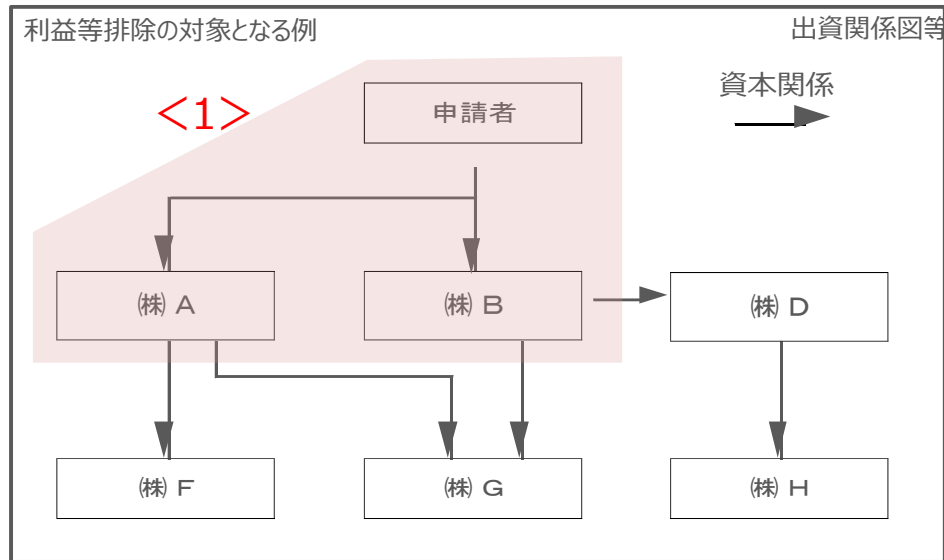 利益等排除の対象となる例
出資関係図等
資本関係
<1>
申請者
㈱ A
㈱ B
㈱ D
㈱ F
㈱ G
㈱ H